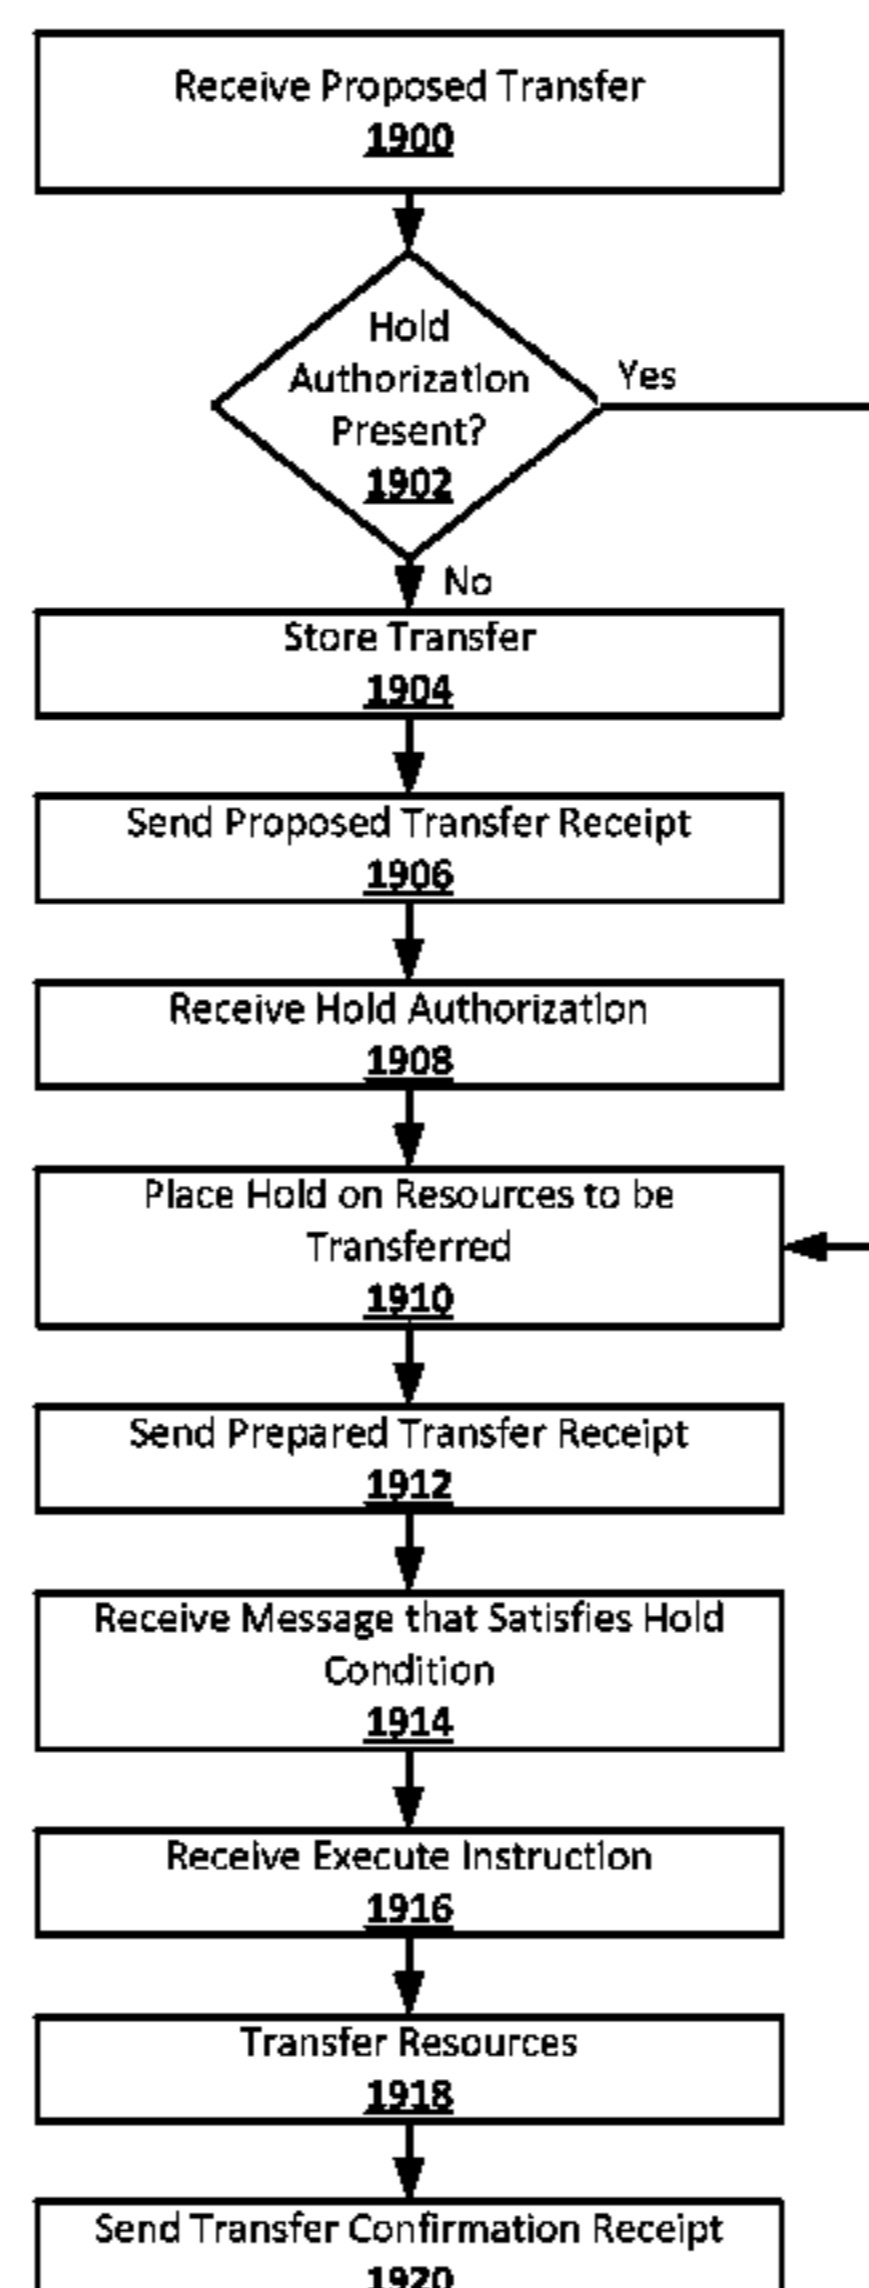 Receive Proposed Transfer
1900
Hold
Authorization
Present?
1902
Yes
No
Store Transfer
1904
Send Proposed Transfer Receipt
1906
Receive Hold Authorization
1908
Place Hold on Resources to be
Transferred
1910
Send Prepared Transfer Receipt
1912
Receive Message that Satisfies Hold
Condition
1914
Receive Execute Instruction
1916
Transfer Resources
1918
Send Transfer Confirmation Receipt
1920